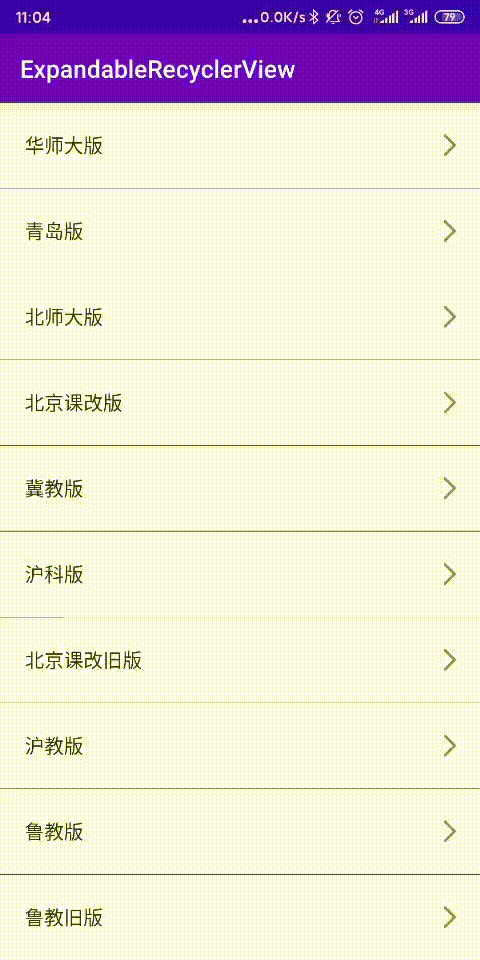 11:04 ...0.0K/s 4G 3G 79
ExpandableRecyclerView
华师大版
青岛版
北师大版
北京课改版
冀教版
沪科版
北京课改旧版
沪教版
鲁教版
鲁教旧版